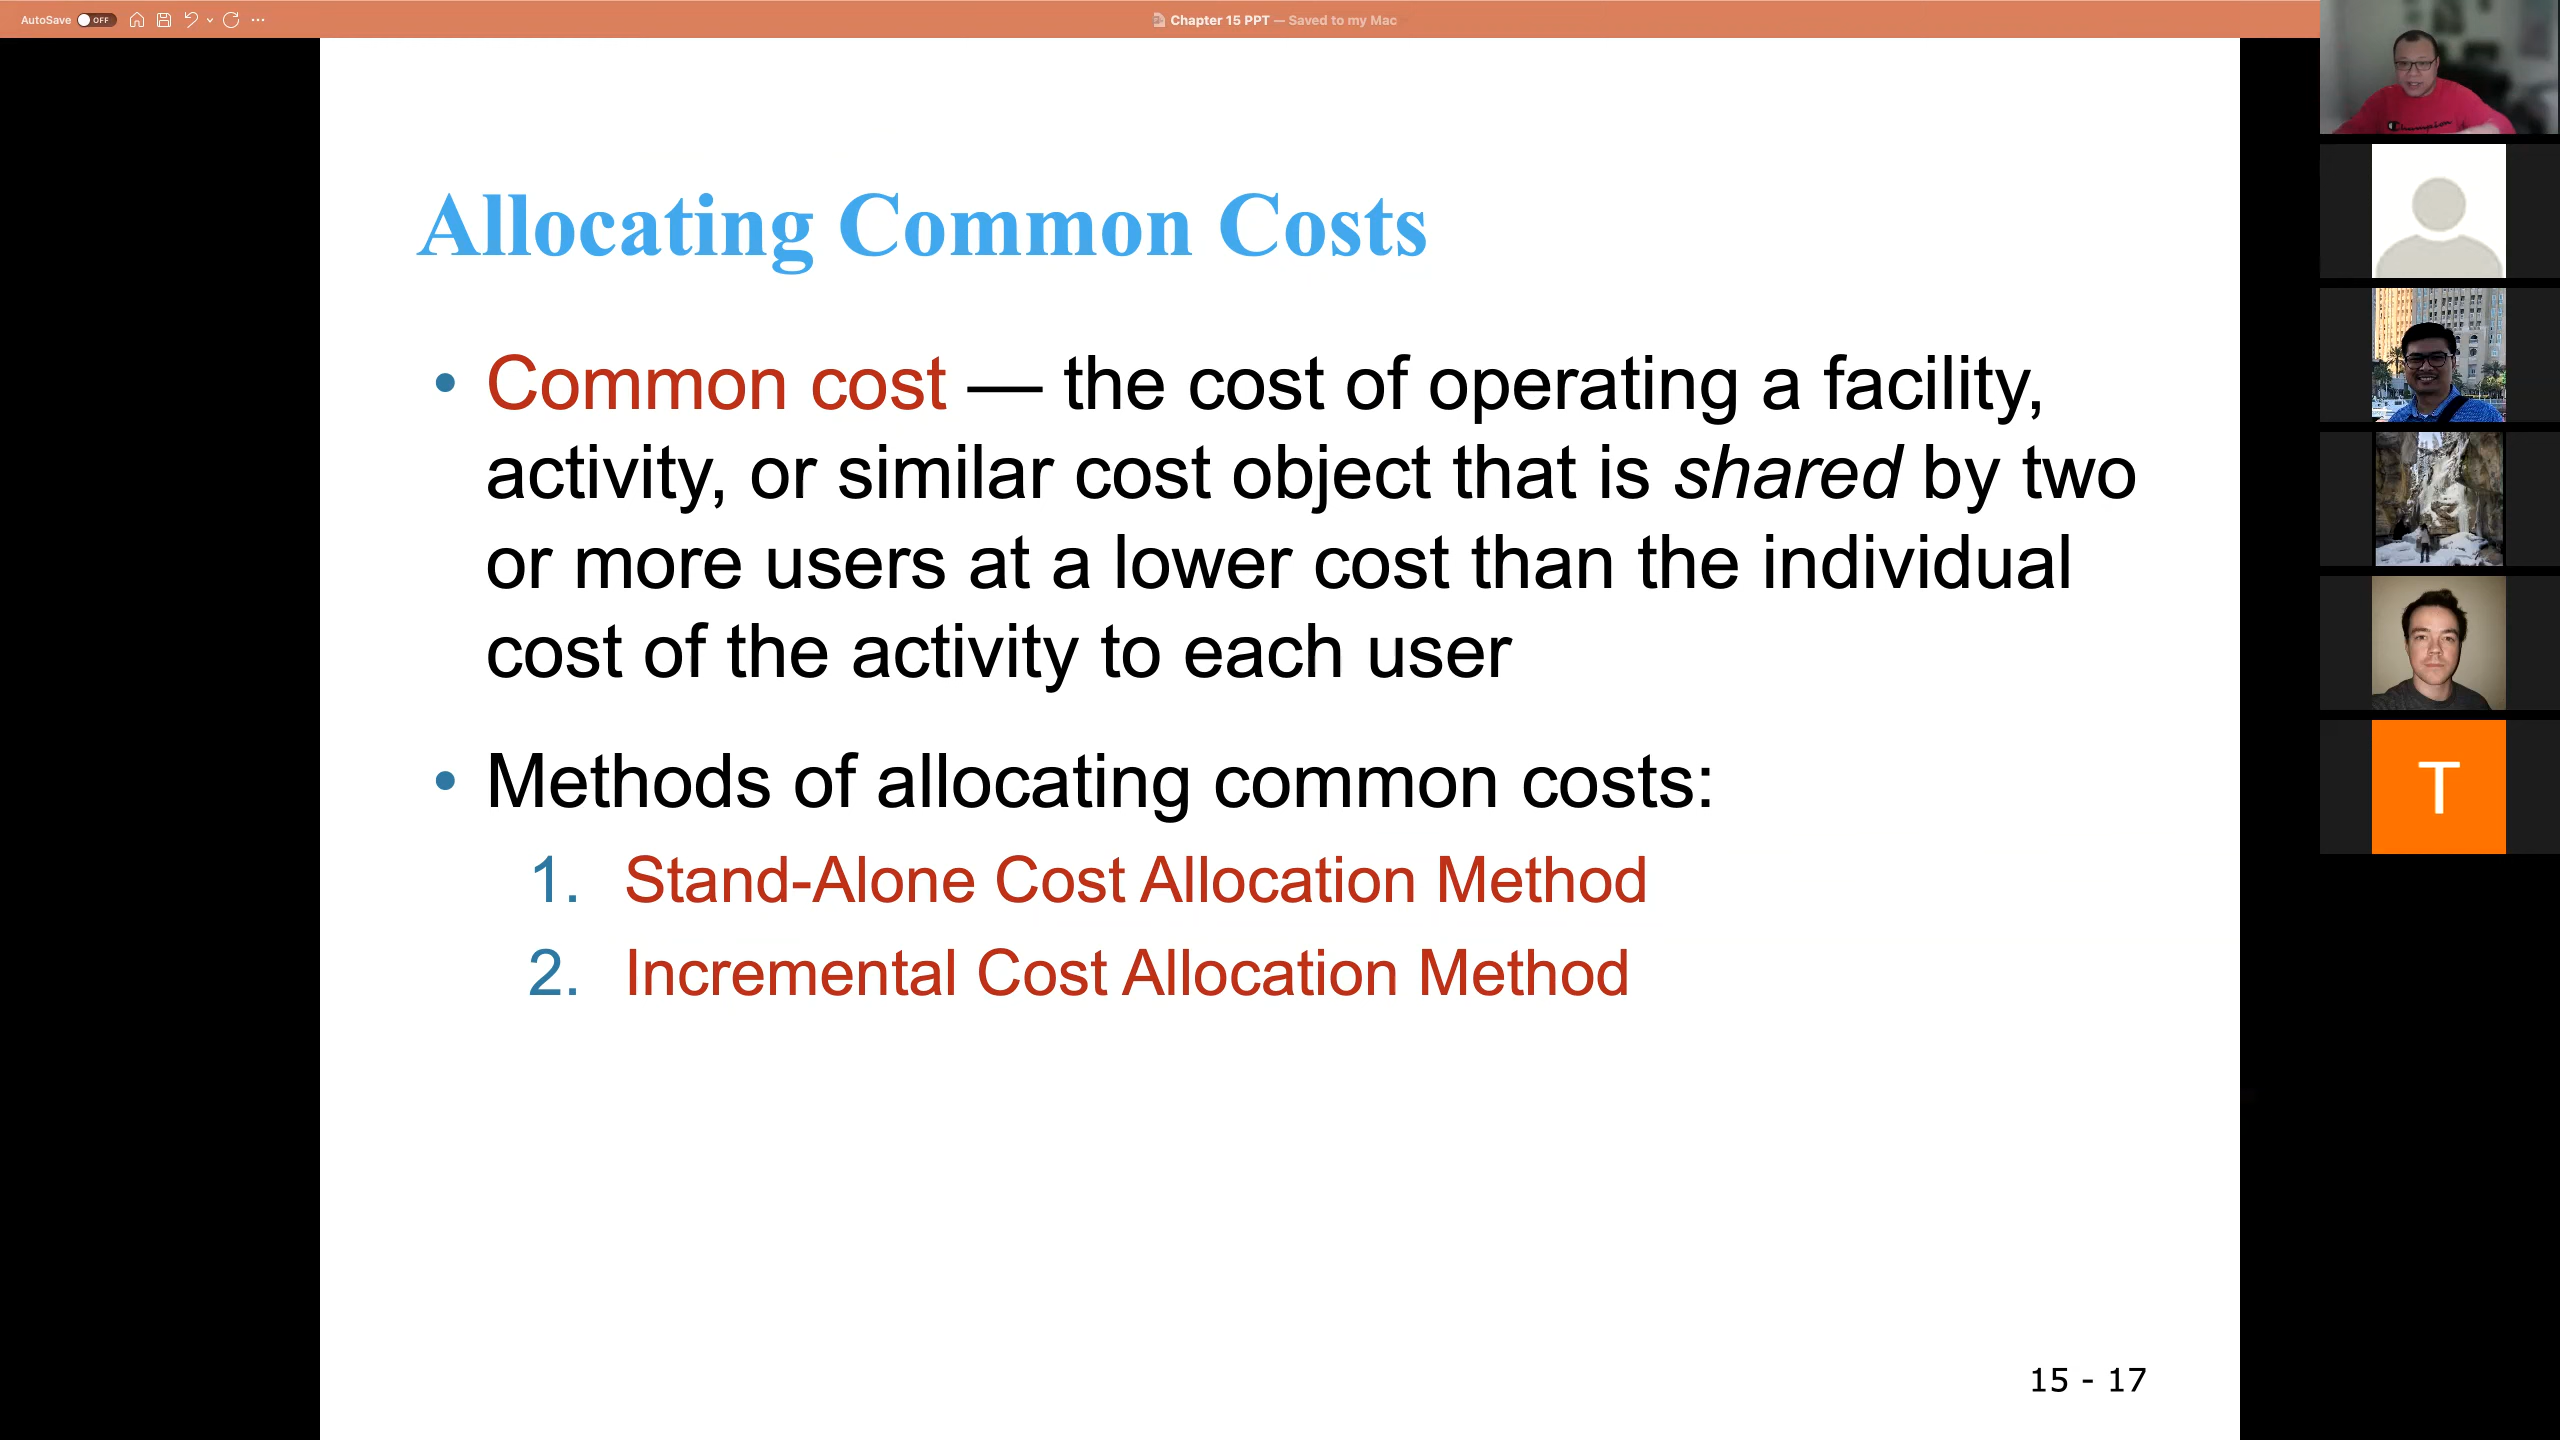 AutoSave OFF
Chapter 15 PPT — Saved to my Mac
Champion
Allocating Common Costs
• Common cost — the cost of operating a facility,
activity, or similar cost object that is shared by two
or more users at a lower cost than the individual
cost of the activity to each user
• Methods of allocating common costs:
1. Stand-Alone Cost Allocation Method
2. Incremental Cost Allocation Method
T
15 - 17